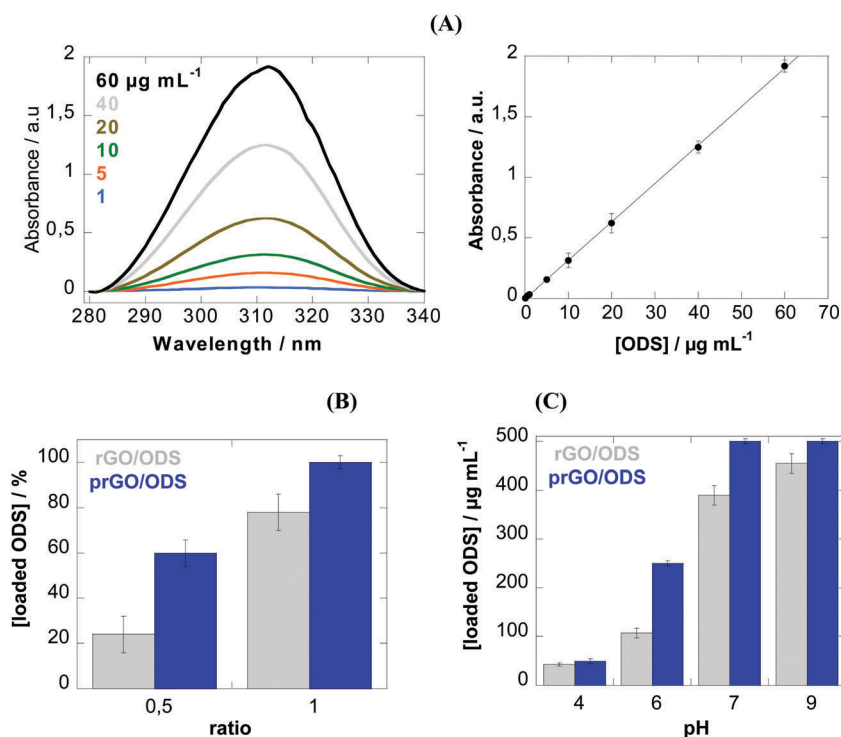 (A)
2
1,5
1
0,5
0
Absorbance / a.u
60 µg mL⁻¹
40
20
10
5
1
280 290 300 310 320 330 340
Wavelength / nm
2
1,5
1
0,5
0
Absorbance / a.u.
0 10 20 30 40 50 60 70
[ODS] / µg mL⁻¹
(B)
100
80
60
40
20
0
[loaded ODS] / %
rGO/ODS
prGO/ODS
0,5 1
ratio
(C)
500
400
300
200
100
0
[loaded ODS] / µg mL⁻¹
rGO/ODS
prGO/ODS
4 6 7 9
pH